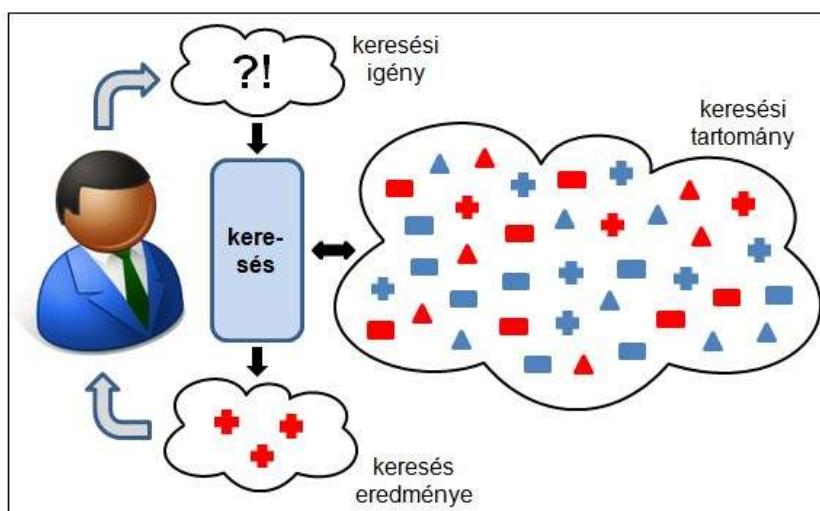 ?!
keresési
igény
keresési
tartomány
kere-
sés
keresés
eredménye